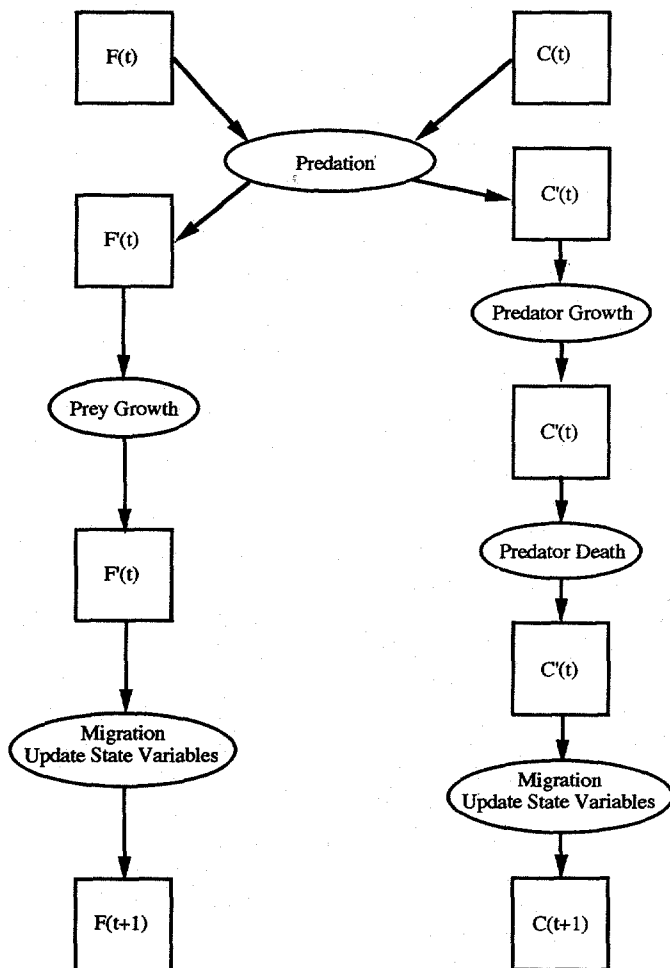 F(t)
C(t)
Predation
C'(t)
F'(t)
Predator Growth
Prey Growth
C'(t)
Predator Death
F'(t)
C'(t)
Migration
Update State Variables
Migration
Update State Variables
F(t+1)
C(t+1)